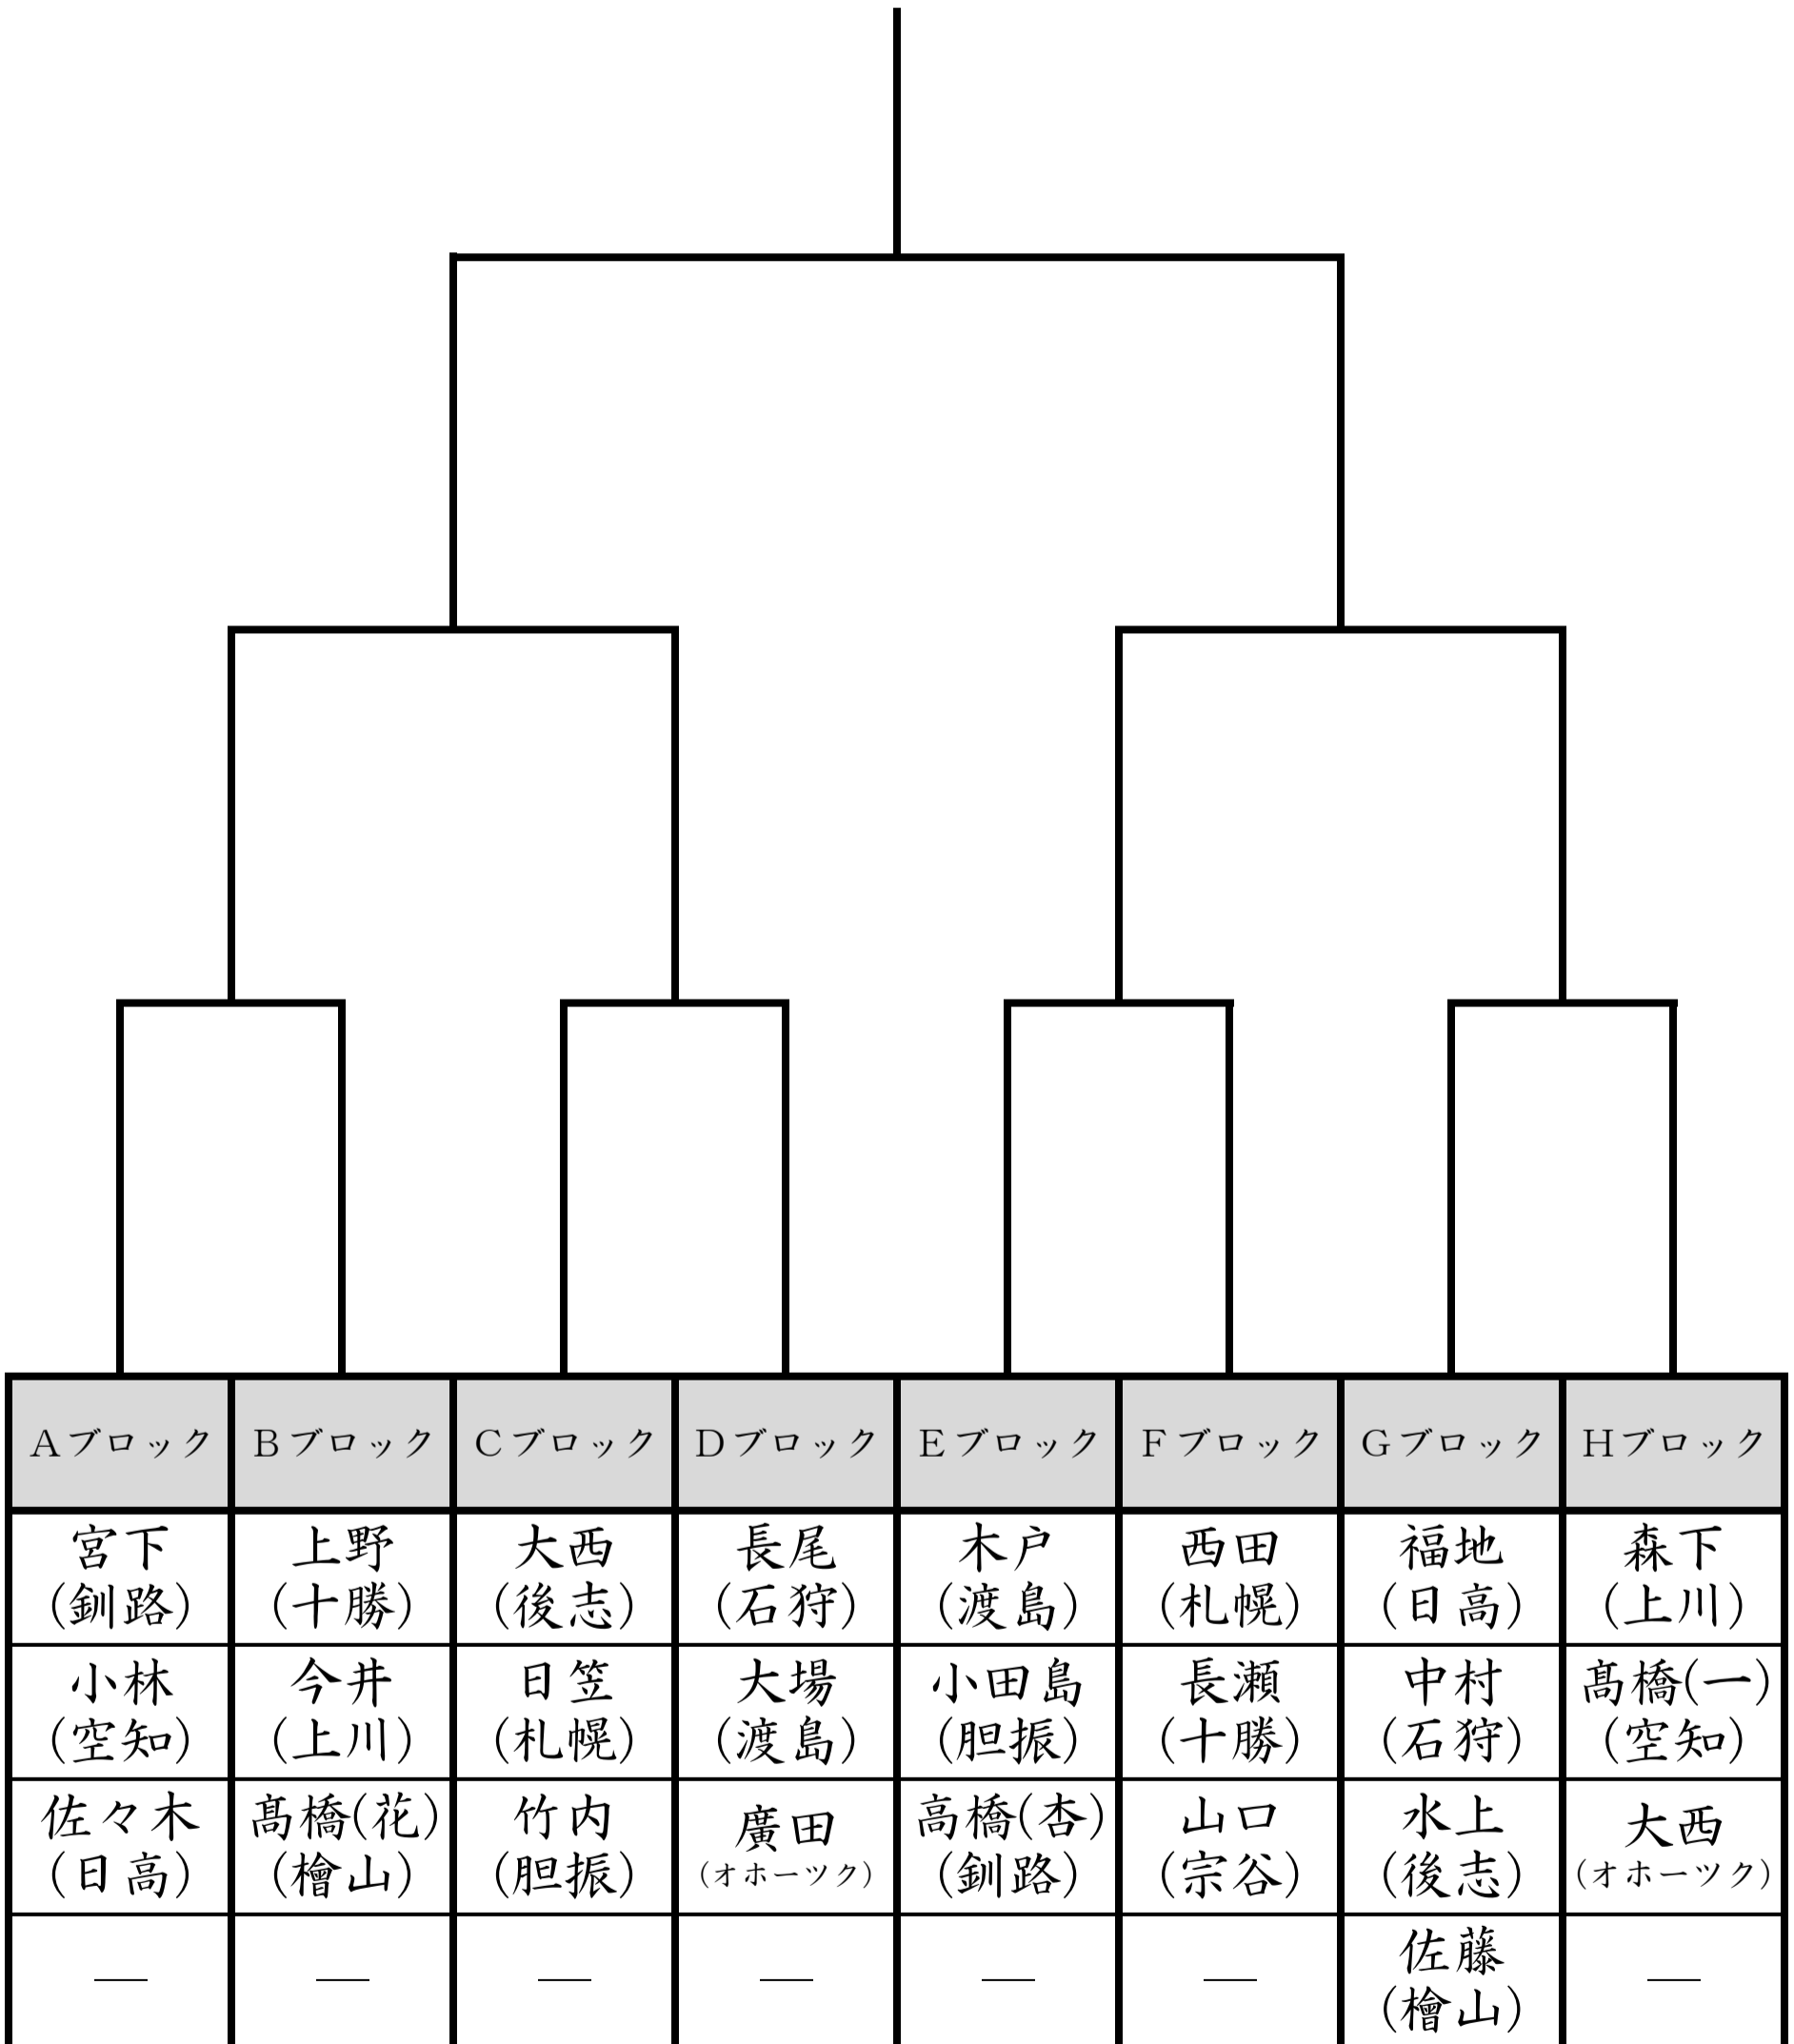 Aブロック Bブロック Cブロック Dブロック Eブロック Fブロック Gブロック Hブロック
宮下 上野 大西 長尾 木戸 西田 福地 森下
(釧路) (十勝) (後志) (石狩) (渡島) (札幌) (日高) (上川)
小林 今井 日笠 大場 小田島 長瀬 中村 髙橋(一)
(空知) (上川) (札幌) (渡島) (胆振) (十勝) (石狩) (空知)
佐々木 髙橋(花) 竹内 廣田 高橋(杏) 山口 水上 大西
(日高) (檜山) (胆振) (オホーツク) (釧路) (宗谷) (後志) (オホーツク)
― ― ― ― ― ― 佐藤 ―
(檜山)